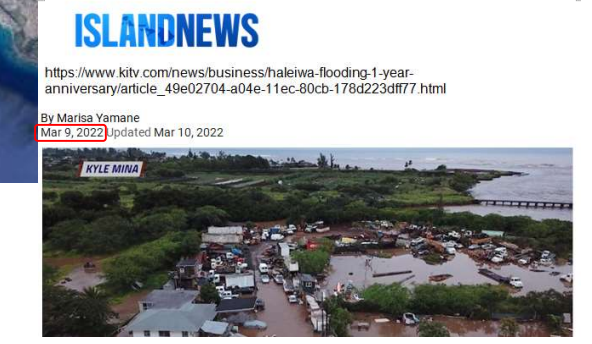 ISLANDNEWS
https://www.kitv.com/news/business/haleiwa-flooding-1-year-
anniversary/article_49e02704-a04e-11ec-80cb-178d223dff77.html
By Marisa Yamane
Mar 9, 2022 Updated Mar 10, 2022
KYLE MINA